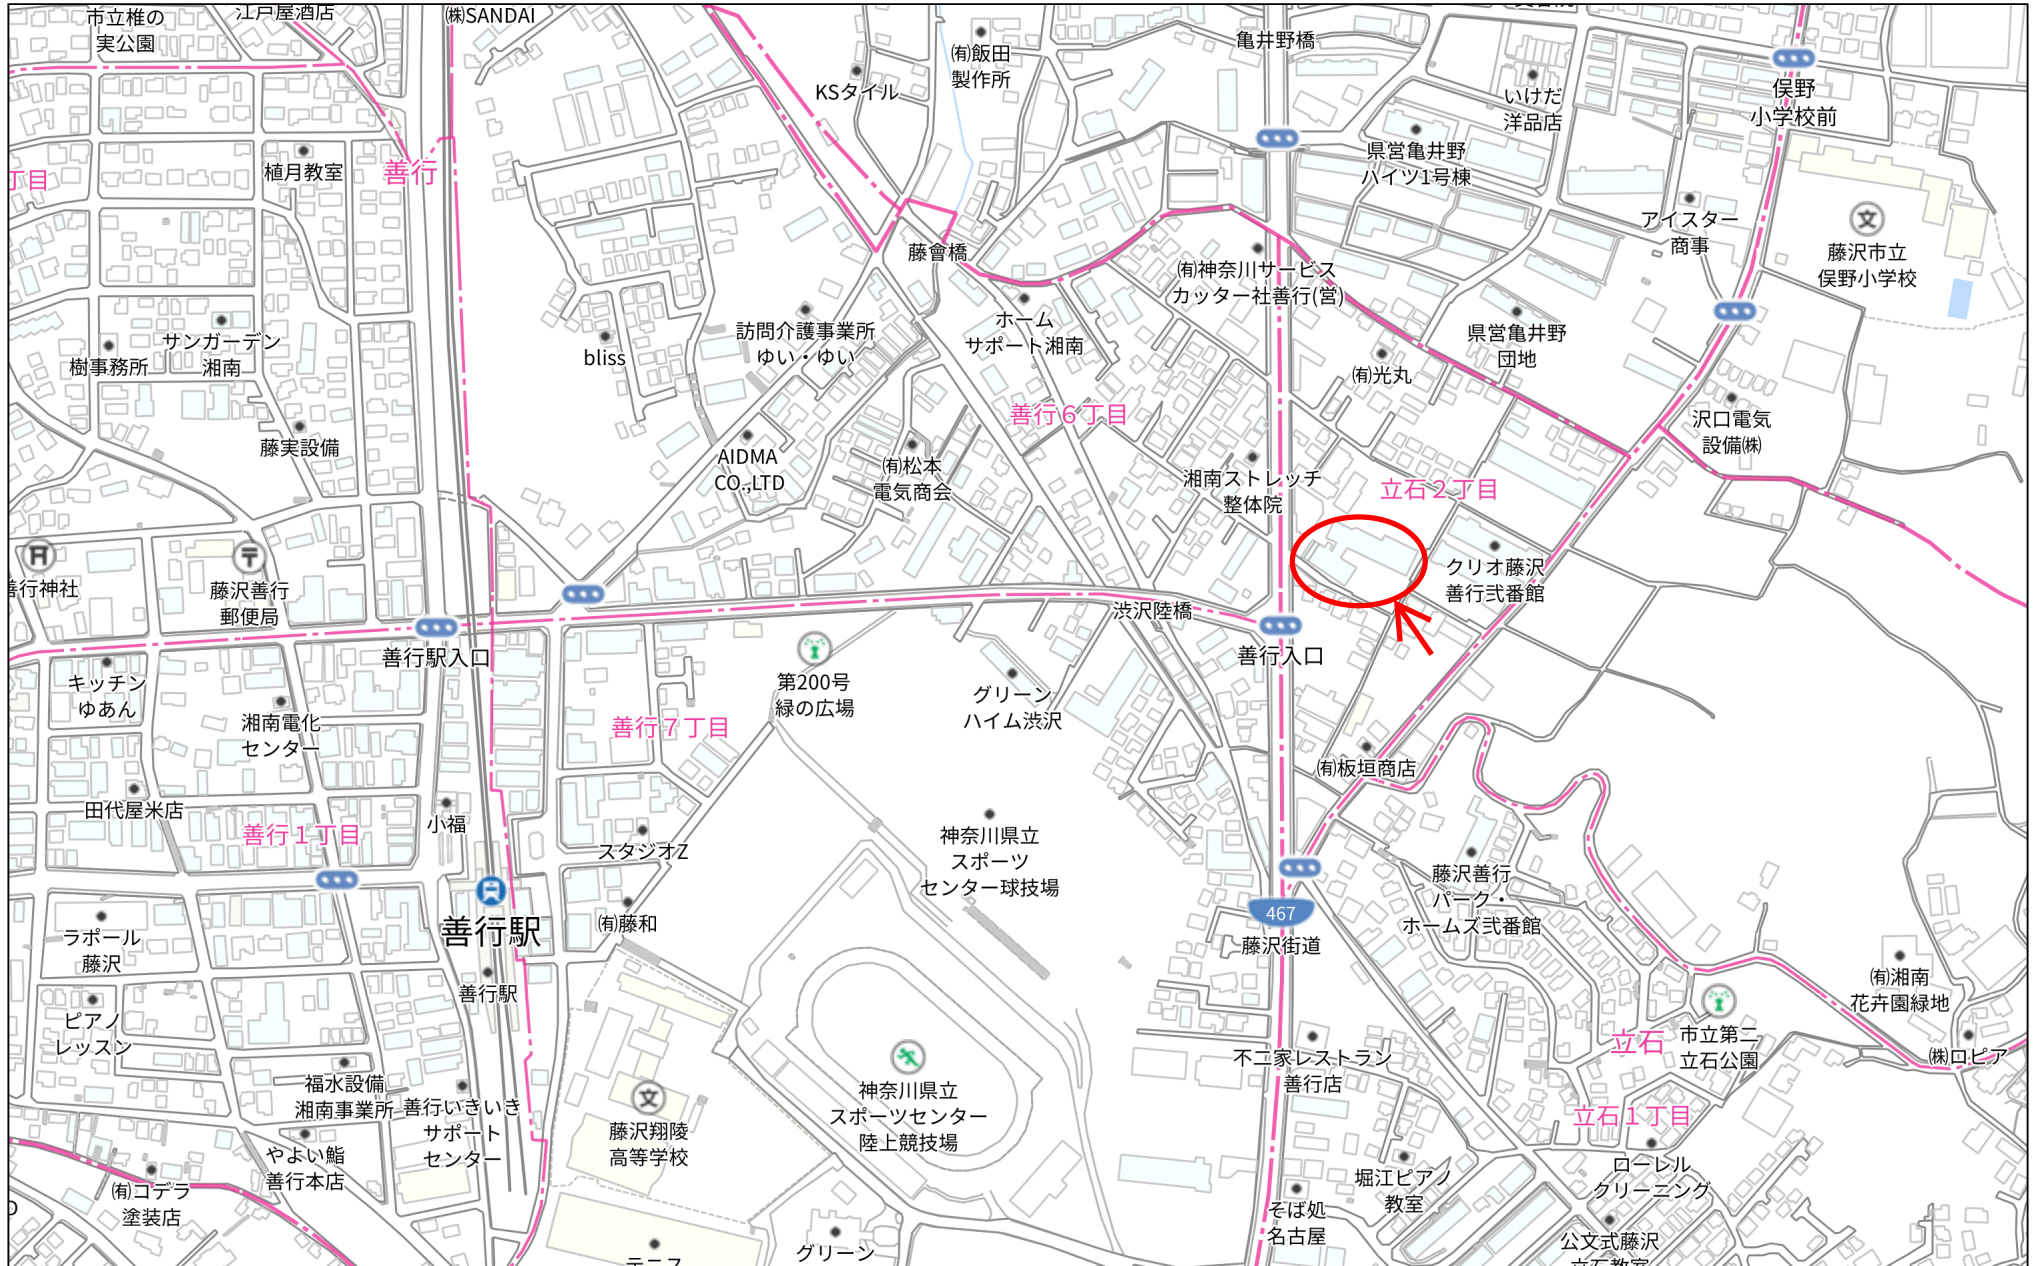 市立椎の
実公園
江戸屋酒店
㈱SANDAI
㈲飯田
製作所
KSタイル
亀井野橋
いけだ
洋品店
俣野
小学校前
植月教室
善行
丁目
県営亀井野
ハイツ1号棟
アイスター
商事
藤沢市立
俣野小学校
藤會橋
㈲神奈川サービス
カッター社善行(営)
サンガーデン
湘南
樹事務所
bliss
訪問介護事業所
ゆい・ゆい
ホーム
サポート湘南
㈲光丸
県営亀井野
団地
沢口電気
設備㈱
善行6丁目
藤実設備
AIDMA
CO.,LTD
㈲松本
電気商会
湘南ストレッチ
整体院
立石2丁目
善行神社
藤沢善行
郵便局
クリオ藤沢
善行弐番館
善行駅入口
渋沢陸橋
善行入口
キッチン
ゆあん
湘南電化
センター
善行7丁目
第200号
緑の広場
グリーン
ハイム渋沢
㈲板垣商店
田代屋米店
善行1丁目
小福
スタジオZ
神奈川県立
スポーツ
センター球技場
藤沢善行
パーク・
ホームズ弐番館
467
藤沢街道
善行駅
㈲藤和
ラポール
藤沢
善行駅
㈲湘南
花卉園緑地
ピアノ
レッスン
立石
市立第二
立石公園
㈱ロピア
福水設備
湘南事業所
善行いきいき
サポート
センター
藤沢翔陵
高等学校
神奈川県立
スポーツセンター
陸上競技場
不二家レストラン
善行店
立石1丁目
やよい鮨
善行本店
㈲コデラ
塗装店
堀江ピアノ
教室
ローレル
クリーニング
そば処
名古屋
グリーン
テニス
公文式藤沢
立石教室